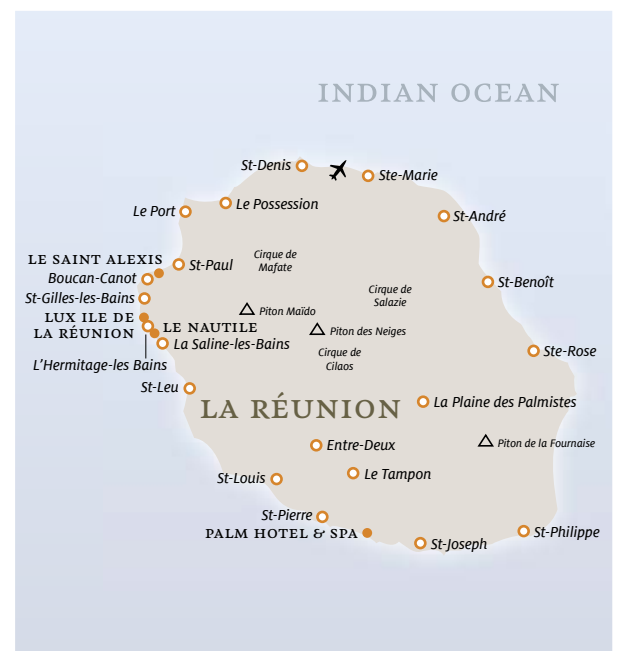 INDIAN OCEAN
St-Denis
Ste-Marie
Le Possession
Le Port
St-André
LE SAINT ALEXIS
St-Paul
Cirque de
Mafate
Boucan-Canot
St-Benoît
Cirque de
Salazie
St-Gilles-les-Bains
Piton Maïdo
LUX ILE DE
LA RÉUNION
LE NAUTILE
Piton des Neiges
La Saline-les-Bains
Ste-Rose
Cirque de
Cilaos
L'Hermitage-les Bains
St-Leu
LA RÉUNION
La Plaine des Palmistes
Entre-Deux
Piton de la Fournaise
Le Tampon
St-Louis
St-Pierre
PALM HOTEL & SPA
St-Philippe
St-Joseph